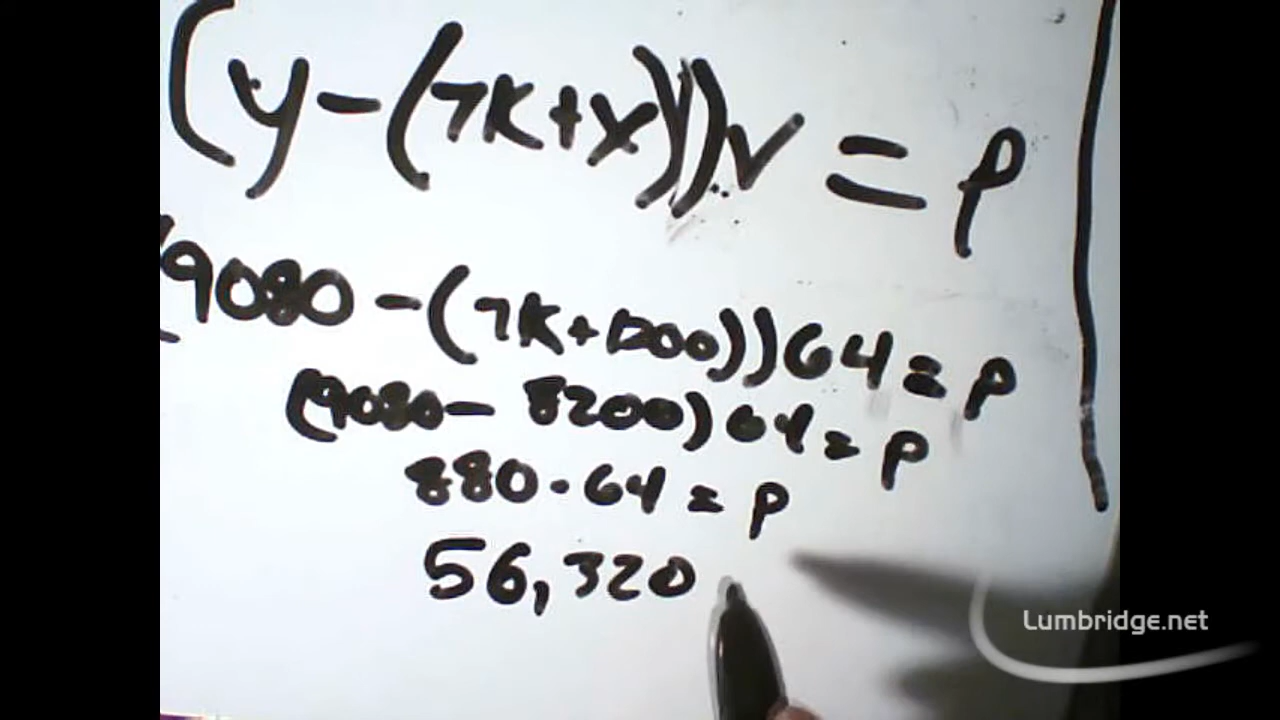 (y-(7K+x))v=p
(9080-(7K+1200))64=p
(9080-8200)64=p
880·64=p
56,320
Lumbridge.net